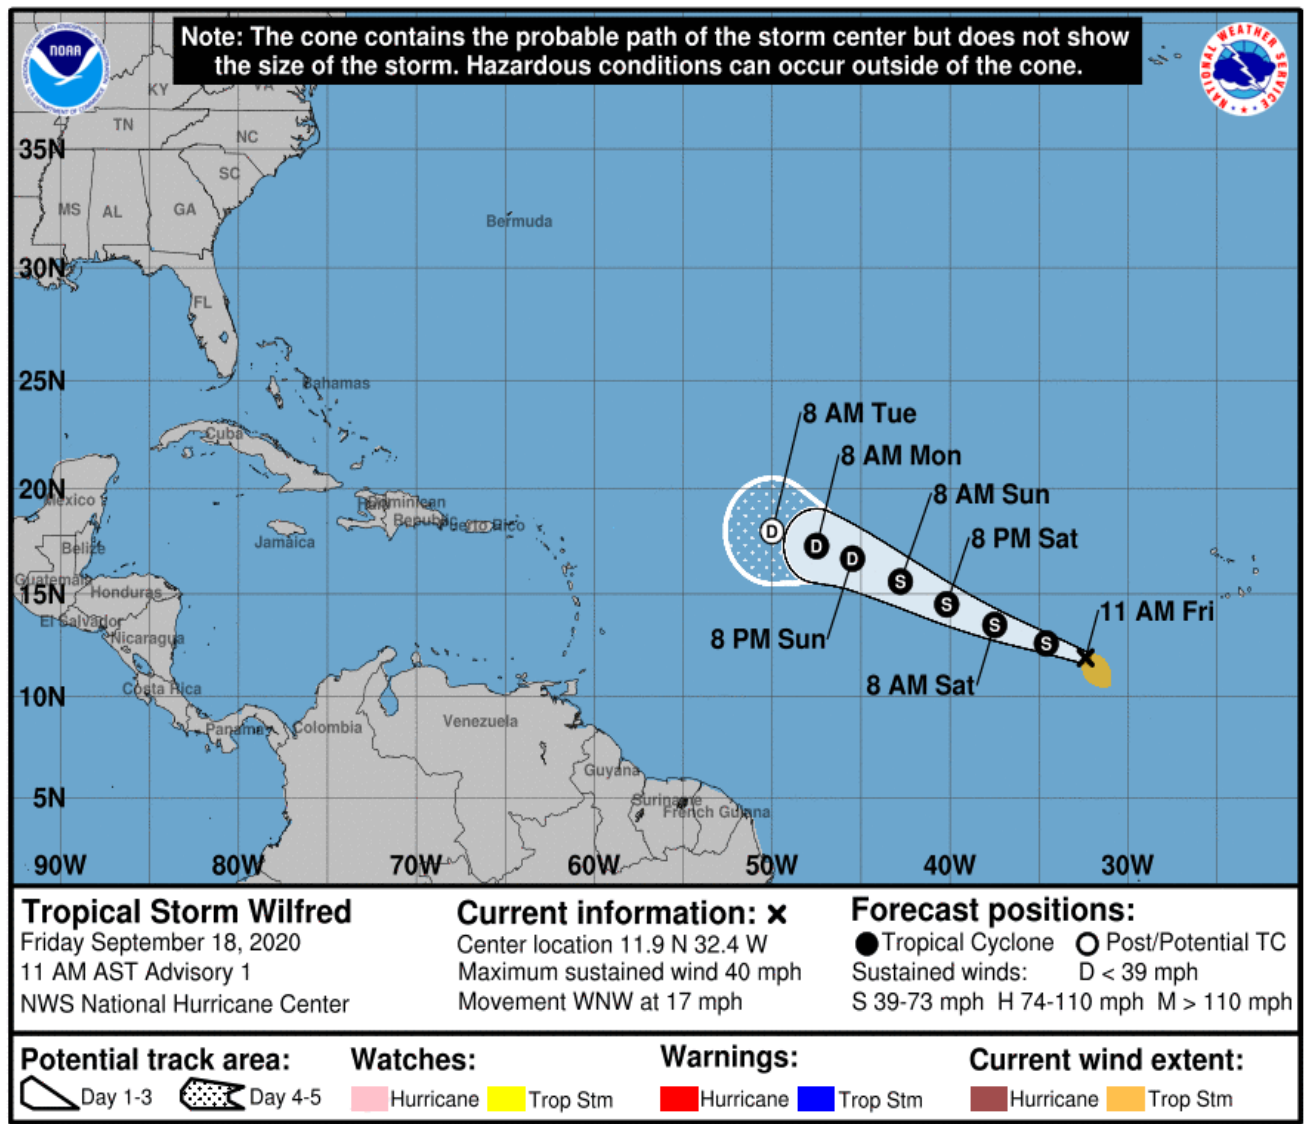 Note: The cone contains the probable path of the storm center but does not show
the size of the storm. Hazardous conditions can occur outside of the cone.
NOAA
NATIONAL WEATHER SERVICE
KY
VA
TN
NC
35N
SC
MS
AL
GA
Bermuda
30N
FL
25N
Bahamas
8 AM Tue
Cuba
8 AM Mon
20N
8 AM Sun
Mexico
Haiti
Dominican
Republic
Puerto Rico
D
8 PM Sat
Jamaica
Belize
D
D
Guatemala
S
15N
Honduras
S
11 AM Fri
El Salvador
S
Nicaragua
8 PM Sun
S
8 AM Sat
Costa Rica
10N
Panama
Colombia
Venezuela
Guyana
5N
Suriname
French Guiana
90W 80W 70W 60W 50W 40W 30W
Tropical Storm Wilfred
Friday September 18, 2020
11 AM AST Advisory 1
NWS National Hurricane Center
Current information: x
Center location 11.9 N 32.4 W
Maximum sustained wind 40 mph
Movement WNW at 17 mph
Forecast positions:
Tropical Cyclone Post/Potential TC
Sustained winds: D < 39 mph
S 39-73 mph H 74-110 mph M > 110 mph
Potential track area:
Day 1-3 Day 4-5
Watches:
Hurricane Trop Stm
Warnings:
Hurricane Trop Stm
Current wind extent:
Hurricane Trop Stm